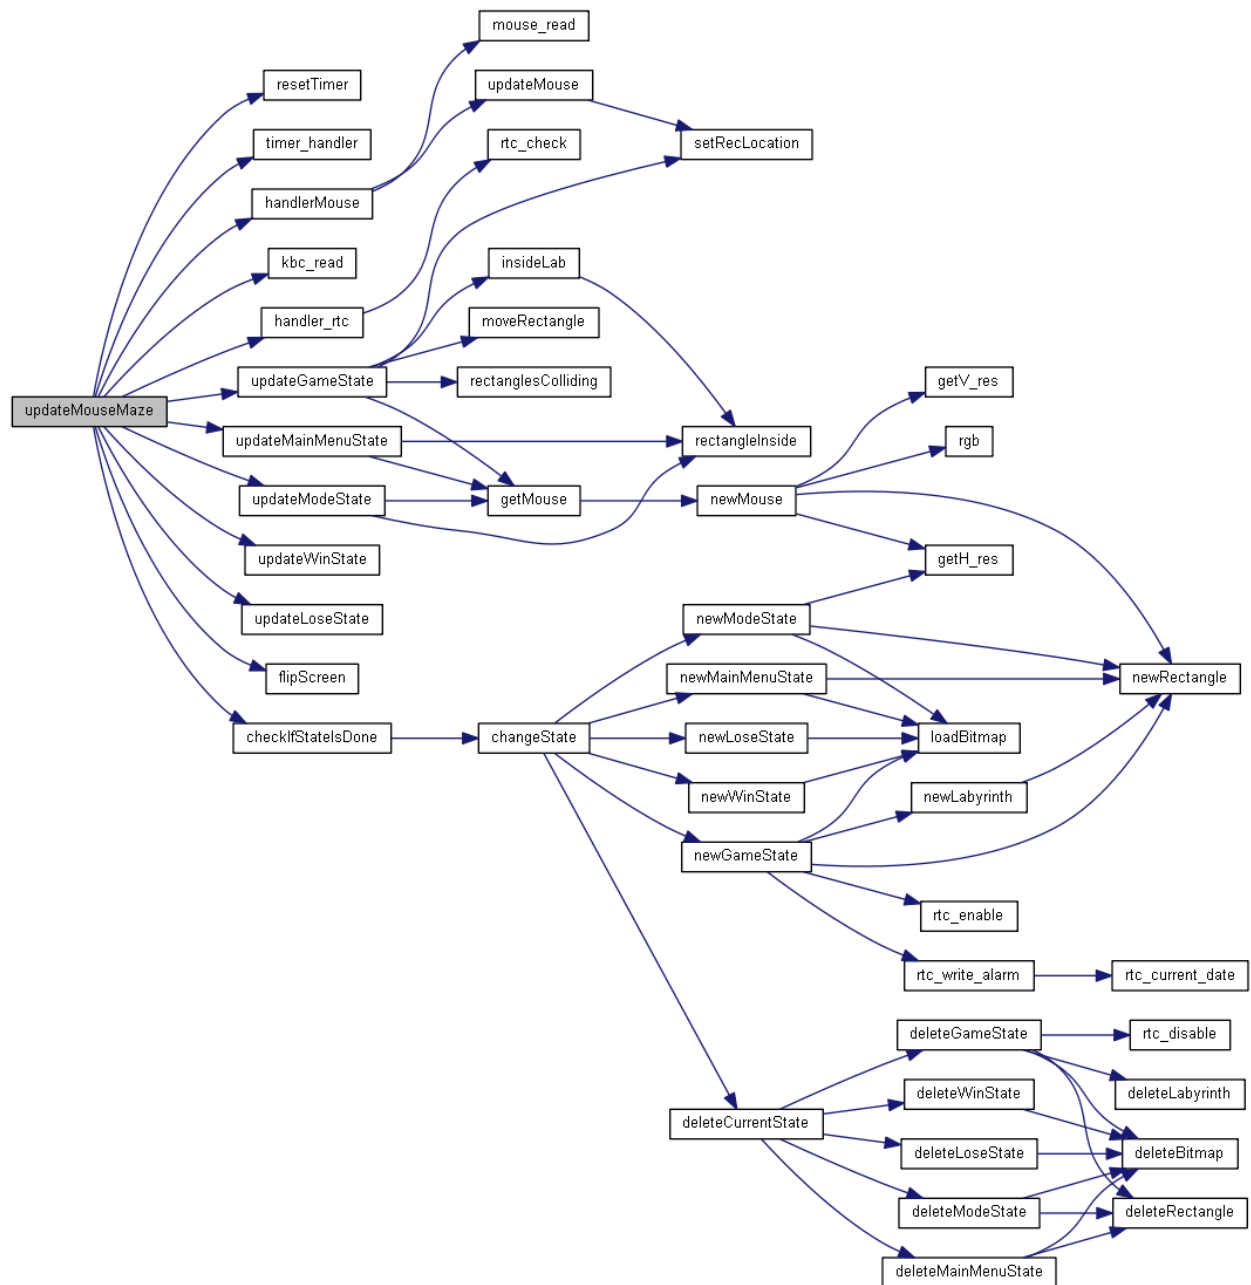 mouse_read
resetTimer
updateMouse
timer_handler
rtc_check
setRecLocation
handlerMouse
kbc_read
insideLab
handler_rtc
moveRectangle
updateGameState
rectanglesColliding
getV_res
updateMouseMaze
updateMainMenuState
rectangleInside
rgb
updateModeState
getMouse
newMouse
updateWinState
getH_res
updateLoseState
newModeState
flipScreen
newMainMenuState
newRectangle
checkIfStateIsDone
changeState
newLoseState
loadBitmap
newWinState
newLabyrinth
newGameState
rtc_enable
rtc_write_alarm
rtc_current_date
deleteGameState
rtc_disable
deleteWinState
deleteLabyrinth
deleteCurrentState
deleteLoseState
deleteBitmap
deleteModeState
deleteRectangle
deleteMainMenuState